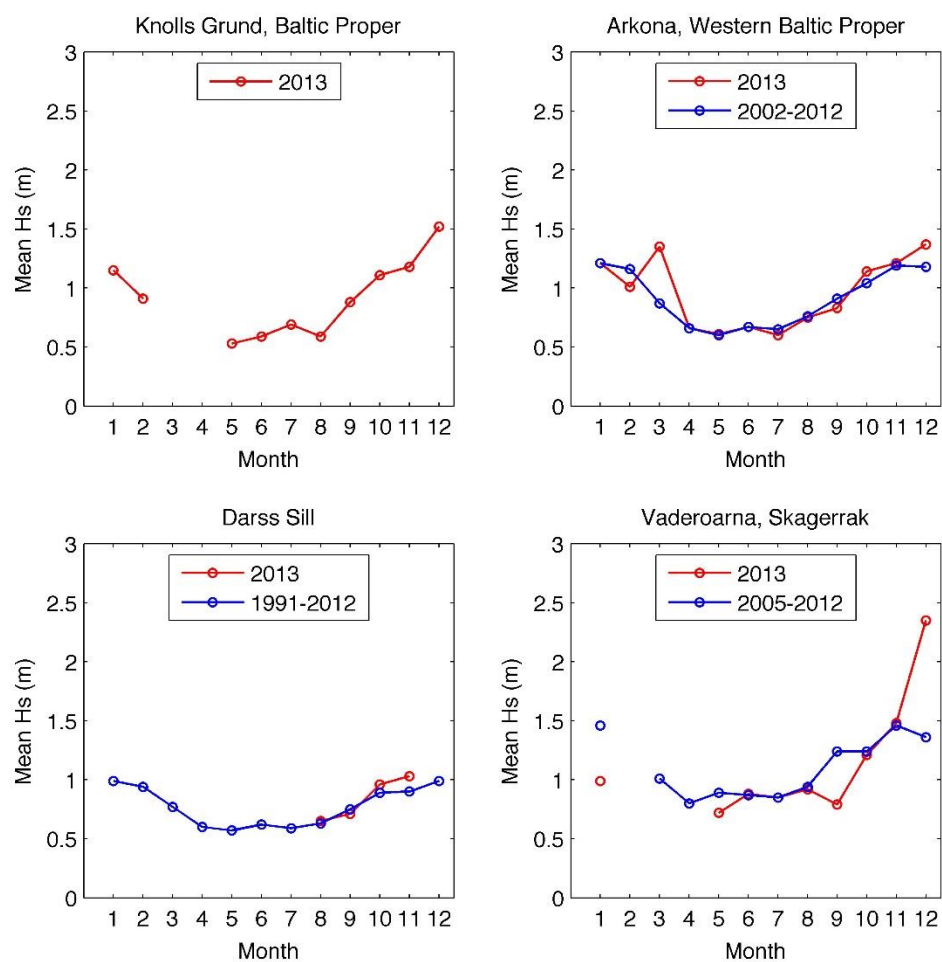 Knolls Grund, Baltic Proper
3
2.5
2
1.5
1
0.5
0
Mean Hs (m)
2013
1 2 3 4 5 6 7 8 9 10 11 12
Month
Arkona, Western Baltic Proper
3
2.5
2
1.5
1
0.5
0
Mean Hs (m)
2013
2002-2012
1 2 3 4 5 6 7 8 9 10 11 12
Month
Darss Sill
3
2.5
2
1.5
1
0.5
0
Mean Hs (m)
2013
1991-2012
1 2 3 4 5 6 7 8 9 10 11 12
Month
Vaderoarna, Skagerrak
3
2.5
2
1.5
1
0.5
0
Mean Hs (m)
2013
2005-2012
1 2 3 4 5 6 7 8 9 10 11 12
Month